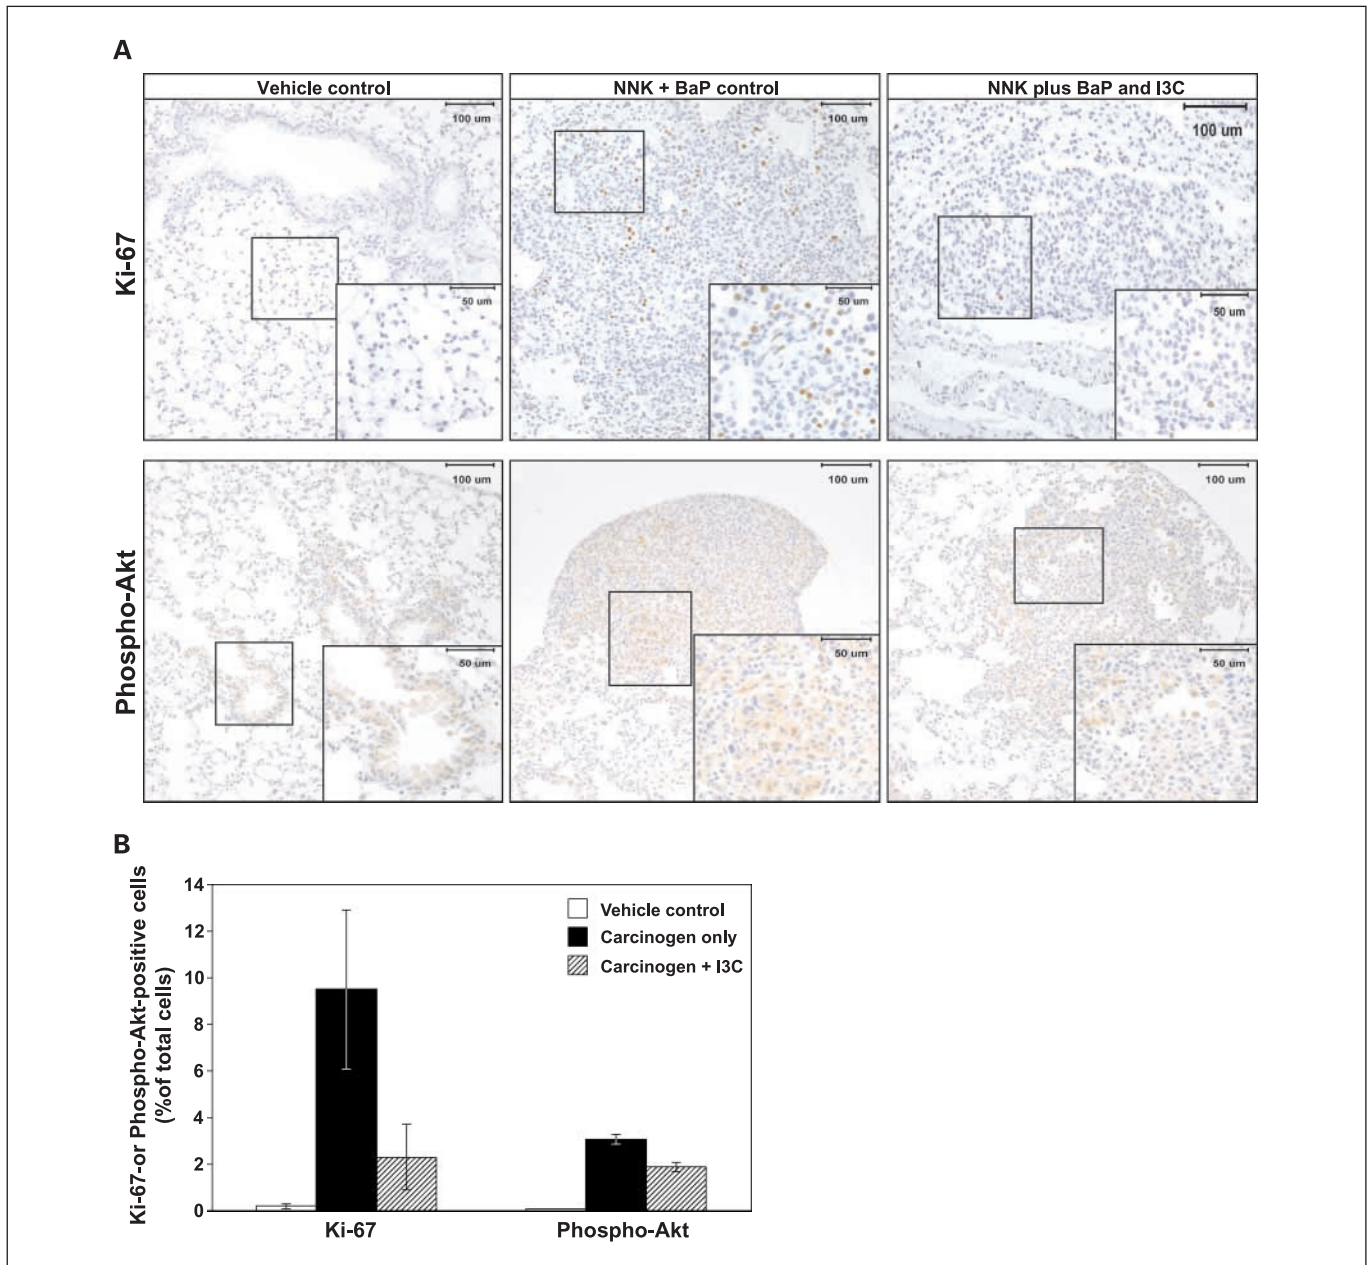 A
Vehicle control
NNK + BaP control
NNK plus BaP and I3C
Ki-67
100 um
50 um
100 um
50 um
100 um
50 um
Phospho-Akt
100 um
50 um
100 um
50 um
100 um
50 um
B
Ki-67-or Phospho-Akt-positive cells
(%of total cells)
14
12
10
8
6
4
2
0
Vehicle control
Carcinogen only
Carcinogen + I3C
Ki-67
Phospho-Akt